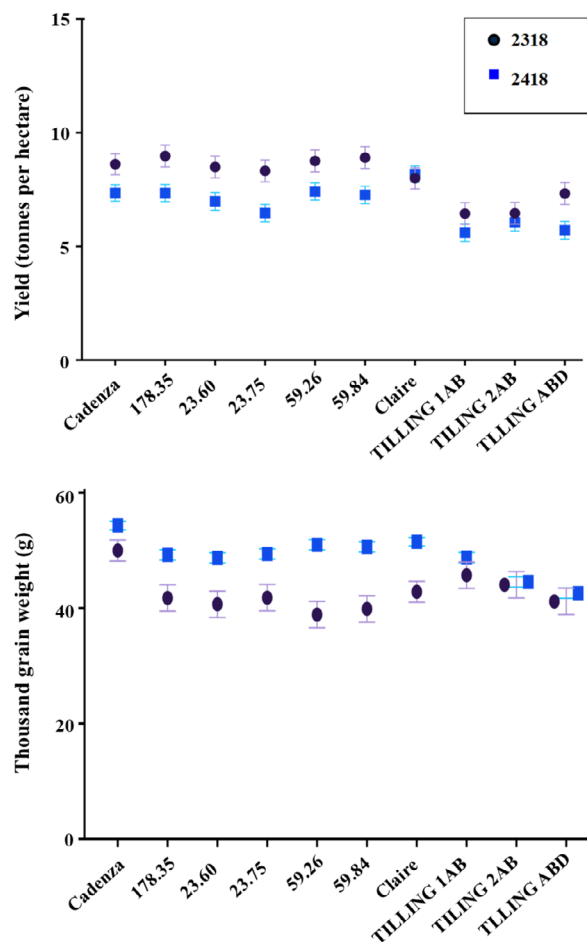 15
2318
2418
10
5
0
Yield (tonnes per hectare)
Cadenza
178.35
23.60
23.75
59.26
59.84
Claire
TILLING 1AB
TILING 2AB
TLLING ABD
60
40
20
0
Thousand grain weight (g)
Cadenza
178.35
23.60
23.75
59.26
59.84
Claire
TILLING 1AB
TILING 2AB
TLLING ABD